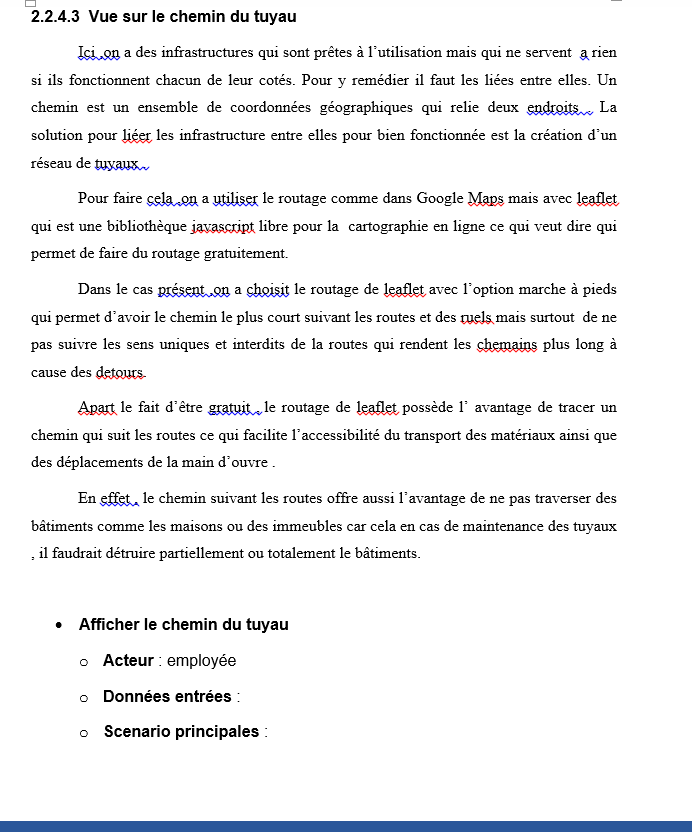 2.2.4.3 Vue sur le chemin du tuyau
Ici ,on a des infrastructures qui sont prêtes à l’utilisation mais qui ne servent a rien
si ils fonctionnent chacun de leur cotés. Pour y remédier il faut les liées entre elles. Un
chemin est un ensemble de coordonnées géographiques qui relie deux endroits . La
solution pour liéer les infrastructure entre elles pour bien fonctionnée est la création d’un
réseau de tuyaux .
Pour faire cela ,on a utiliser le routage comme dans Google Maps mais avec leaflet
qui est une bibliothèque javascript libre pour la cartographie en ligne ce qui veut dire qui
permet de faire du routage gratuitement.
Dans le cas présent ,on a choisit le routage de leaflet avec l’option marche à pieds
qui permet d’avoir le chemin le plus court suivant les routes et des ruels mais surtout de ne
pas suivre les sens uniques et interdits de la routes qui rendent les chemains plus long à
cause des detours.
Apart le fait d’être gratuit , le routage de leaflet possède l’ avantage de tracer un
chemin qui suit les routes ce qui facilite l’accessibilité du transport des matériaux ainsi que
des déplacements de la main d’ouvre .
En effet , le chemin suivant les routes offre aussi l’avantage de ne pas traverser des
bâtiments comme les maisons ou des immeubles car cela en cas de maintenance des tuyaux
, il faudrait détruire partiellement ou totalement le bâtiments.
• Afficher le chemin du tuyau
o Acteur : employée
o Données entrées :
o Scenario principales :